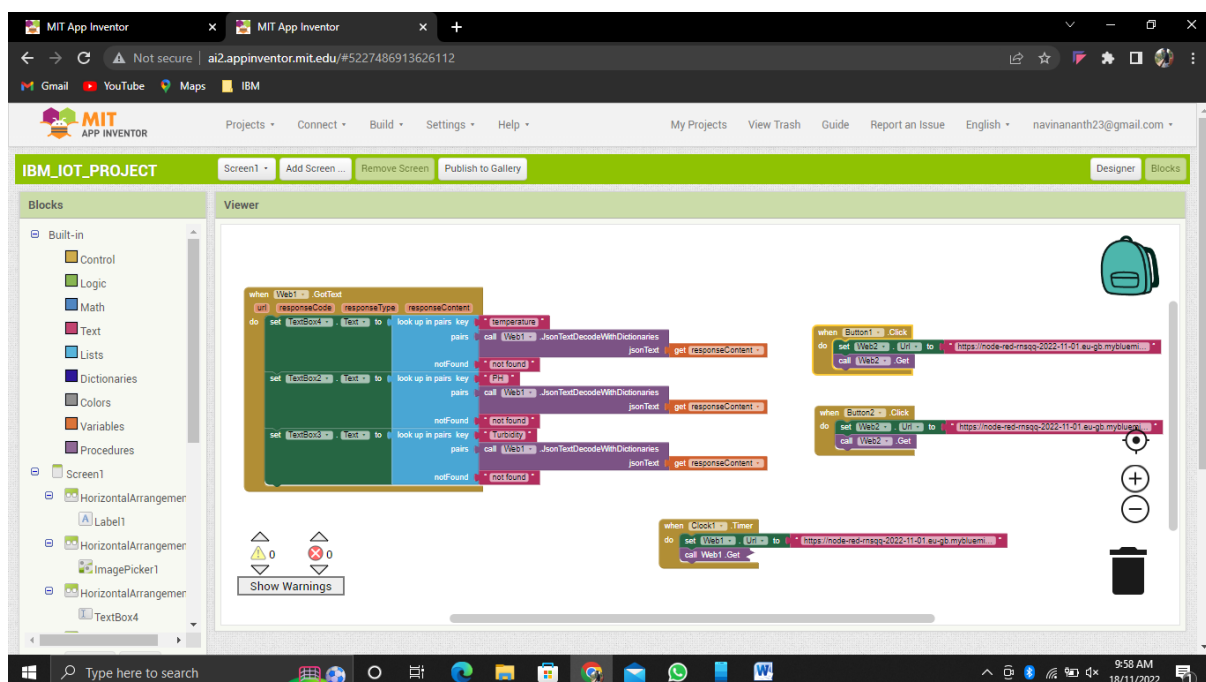 MIT App Inventor
MIT App Inventor
Not secure | ai2.appinventor.mit.edu/#5227486913626112
Gmail YouTube Maps IBM
MIT APP INVENTOR
Projects Connect Build Settings Help My Projects View Trash Guide Report an Issue English navinananth23@gmail.com
IBM_IOT_PROJECT Screen1 Add Screen ... Remove Screen Publish to Gallery Designer Blocks
Blocks
Built-in
Control
Logic
Math
Text
Lists
Dictionaries
Colors
Variables
Procedures
Screen1
HorizontalArrangemer
Label1
HorizontalArrangemer
ImagePicker1
HorizontalArrangemer
TextBox4
Viewer
when Web1 .GotText
url responseCode responseType responseContent
do set TextBox4 . Text to look up in pairs key " temperature "
pairs call Web1 .JsonTextDecodeWithDictionaries
jsonText get responseContent
notFound " not found "
set TextBox2 . Text to look up in pairs key " PH "
pairs call Web1 .JsonTextDecodeWithDictionaries
jsonText get responseContent
notFound " not found "
set TextBox3 . Text to look up in pairs key " Turbidity "
pairs call Web1 .JsonTextDecodeWithDictionaries
jsonText get responseContent
notFound " not found "
when Button1 .Click
do set Web2 . Url to " https://node-red-rnsqq-2022-11-01.eu-gb.mybluemi... "
call Web2 .Get
when Button2 .Click
do set Web2 . Url to " https://node-red-rnsqq-2022-11-01.eu-gb.mybluemi... "
call Web2 .Get
when Clock1 .Timer
do set Web1 . Url to " https://node-red-rnsqq-2022-11-01.eu-gb.mybluemi... "
call Web1 .Get
0 0
Show Warnings
Type here to search
9:58 AM
18/11/2022